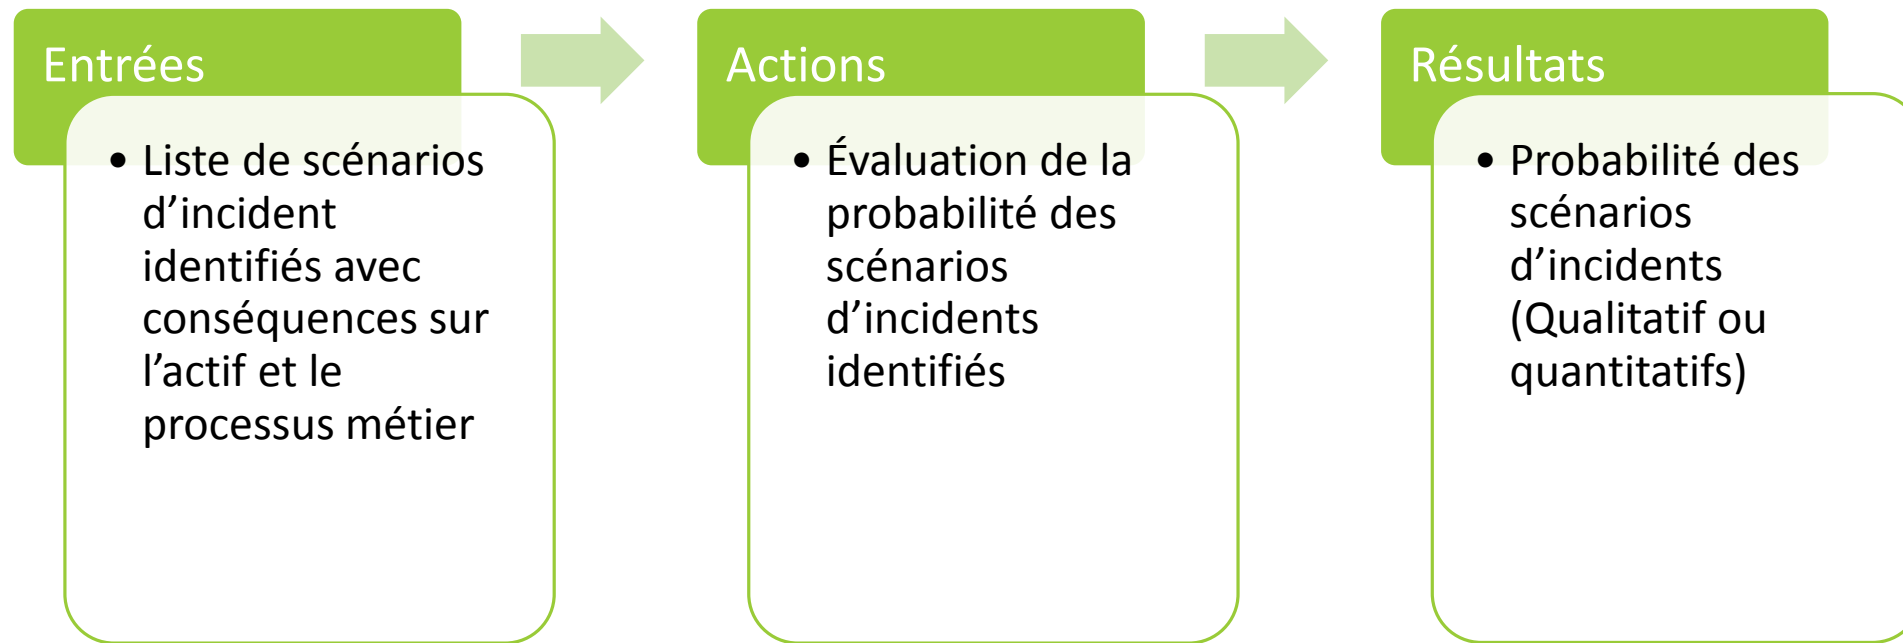 Entrées
• Liste de scénarios
d’incident
identifiés avec
conséquences sur
l’actif et le
processus métier
Actions
• Évaluation de la
probabilité des
scénarios
d’incidents
identifiés
Résultats
• Probabilité des
scénarios
d’incidents
(Qualitatif ou
quantitatifs)